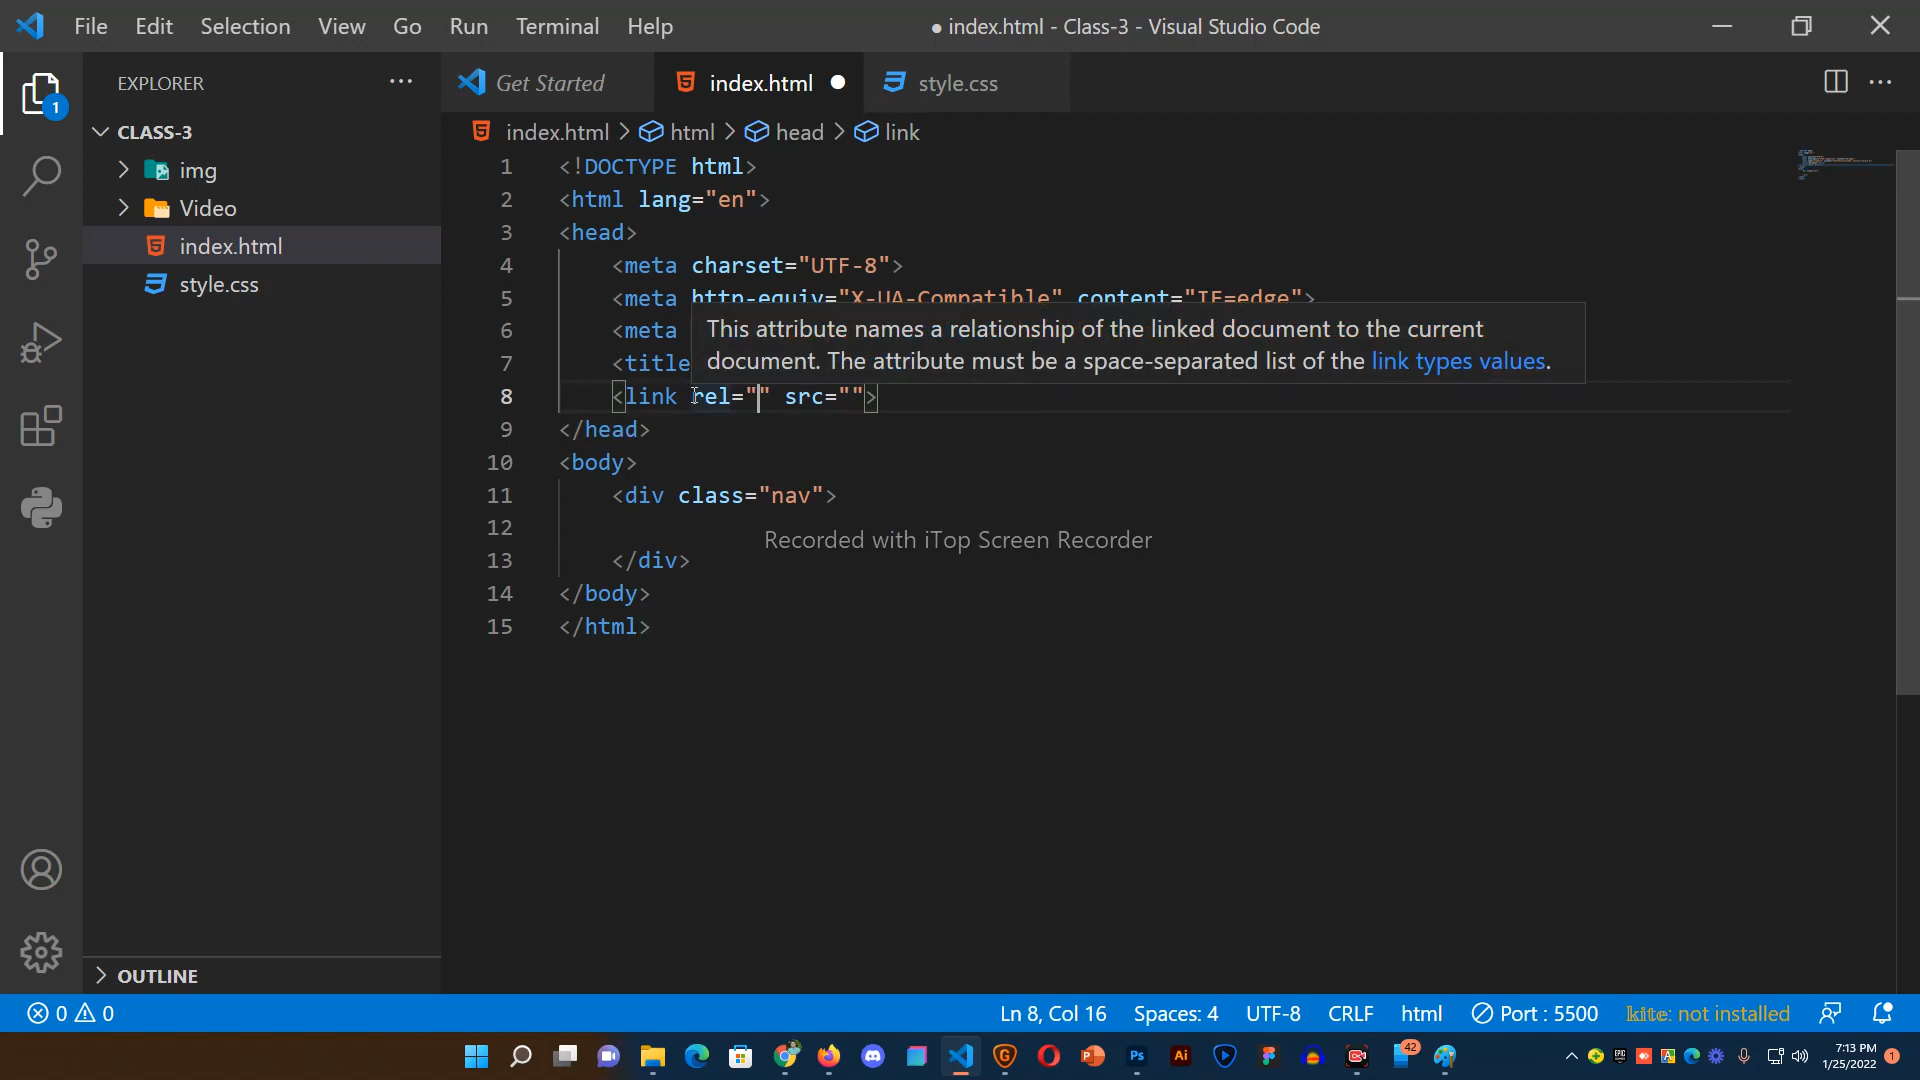 File Edit Selection View Go Run Terminal Help ● index.html - Class-3 - Visual Studio Code
EXPLORER
Get Started index.html style.css
CLASS-3
index.html > html > head > link
img
Video
index.html
style.css
1 <!DOCTYPE html>
2 <html lang="en">
3 <head>
4 <meta charset="UTF-8">
5 <meta http-equiv="X-UA-Compatible" content="IE=edge">
6 <meta
7 <title
This attribute names a relationship of the linked document to the current
document. The attribute must be a space-separated list of the link types values.
8 <link rel="" src="">
9 </head>
10 <body>
11 <div class="nav">
12
Recorded with iTop Screen Recorder
13 </div>
14 </body>
15 </html>
OUTLINE
0 0 Ln 8, Col 16 Spaces: 4 UTF-8 CRLF html Port : 5500 kite: not installed
1
42
7:13 PM
1/25/2022
1